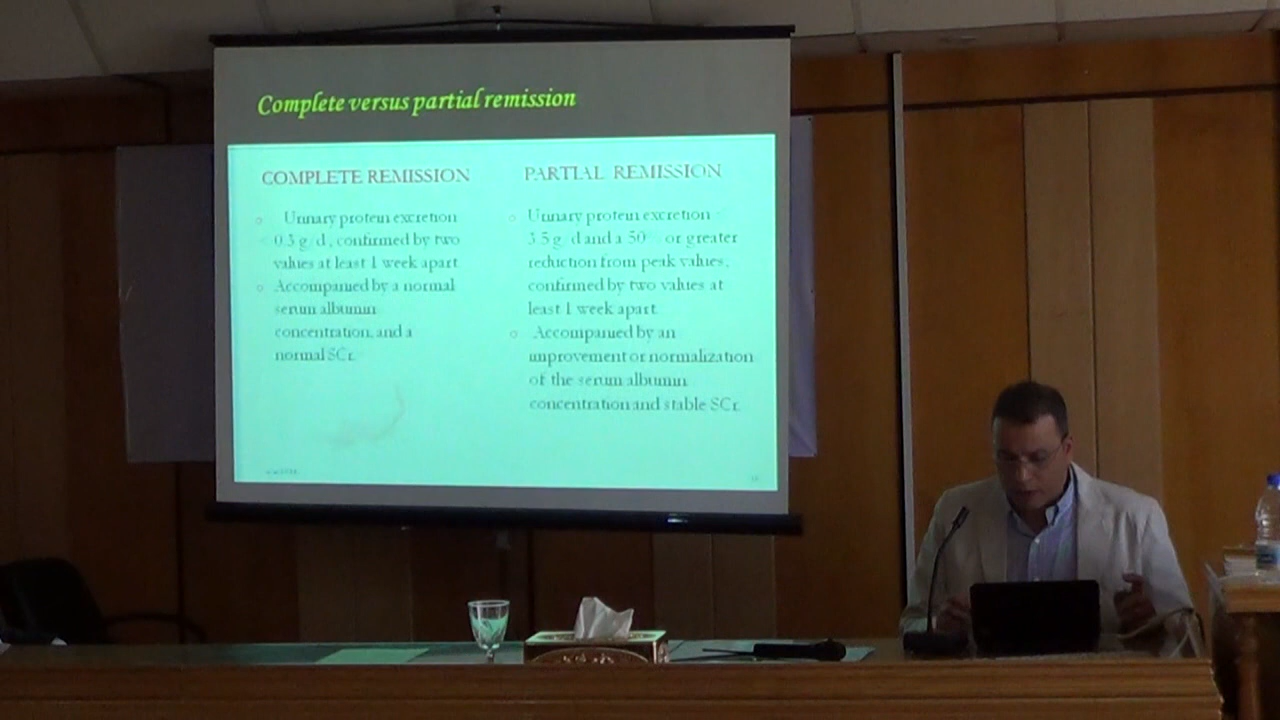 Complete versus partial remission
COMPLETE REMISSION
Urinary protein excretion
< 0.3 g/d, confirmed by two
values at least 1 week apart
Accompanied by a normal
serum albumin
concentration, and a
normal SCr.
PARTIAL REMISSION
Urinary protein excretion <
3.5 g/d and a 50% or greater
reduction from peak values,
confirmed by two values at
least 1 week apart
Accompanied by an
improvement or normalization
of the serum albumin
concentration and stable SCr.